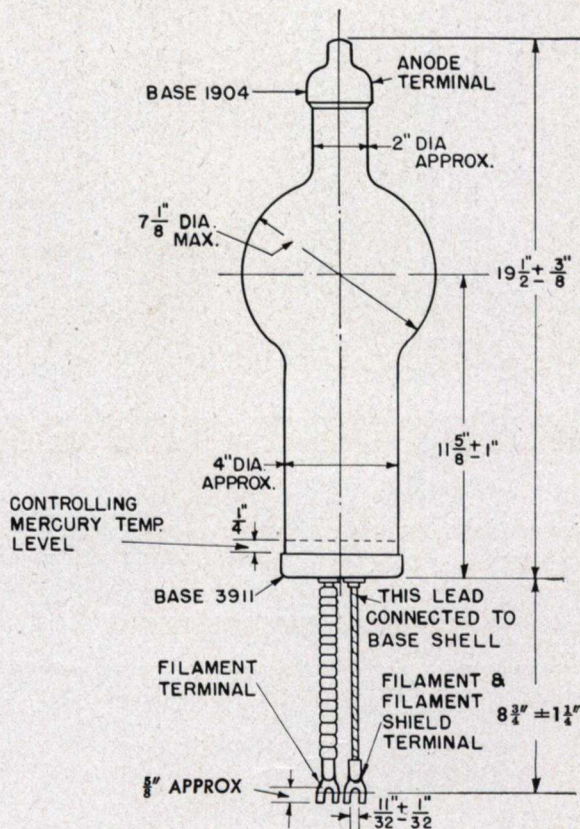 ANODE
TERMINAL
BASE 1904
2" DIA
APPROX.
7 1/8" DIA.
MAX.
19 1/2" ± 3/8"
11 5/8" ± 1"
4" DIA.
APPROX.
CONTROLLING
MERCURY TEMP.
LEVEL
1/4"
BASE 3911
THIS LEAD
CONNECTED TO
BASE SHELL
FILAMENT
TERMINAL
FILAMENT &
FILAMENT
SHIELD
TERMINAL
8 3/4" ± 1 1/4"
5/8" APPROX
11/32" ± 1/32"